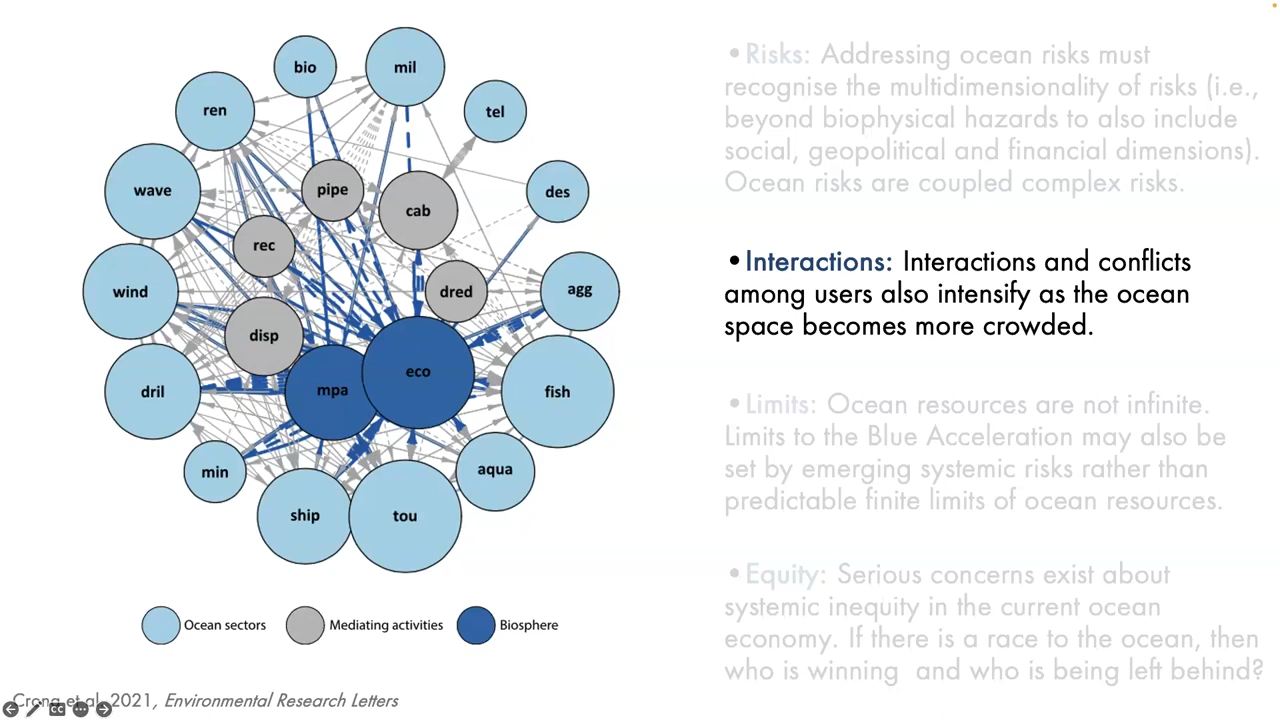 bio
mil
ren
tel
wave
pipe
cab
des
rec
wind
dred
agg
disp
dril
mpa
eco
fish
min
aqua
ship
tou
Ocean sectors
Mediating activities
Biosphere
•Risks: Addressing ocean risks must
recognise the multidimensionality of risks (i.e.,
beyond biophysical hazards to also include
social, geopolitical and financial dimensions).
Ocean risks are coupled complex risks.
•Interactions: Interactions and conflicts
among users also intensify as the ocean
space becomes more crowded.
•Limits: Ocean resources are not infinite.
Limits to the Blue Acceleration may also be
set by emerging systemic risks rather than
predictable finite limits of ocean resources.
•Equity: Serious concerns exist about
systemic inequity in the current ocean
economy. If there is a race to the ocean, then
who is winning and who is being left behind?
et al. 2021, Environmental Research Letters
CC